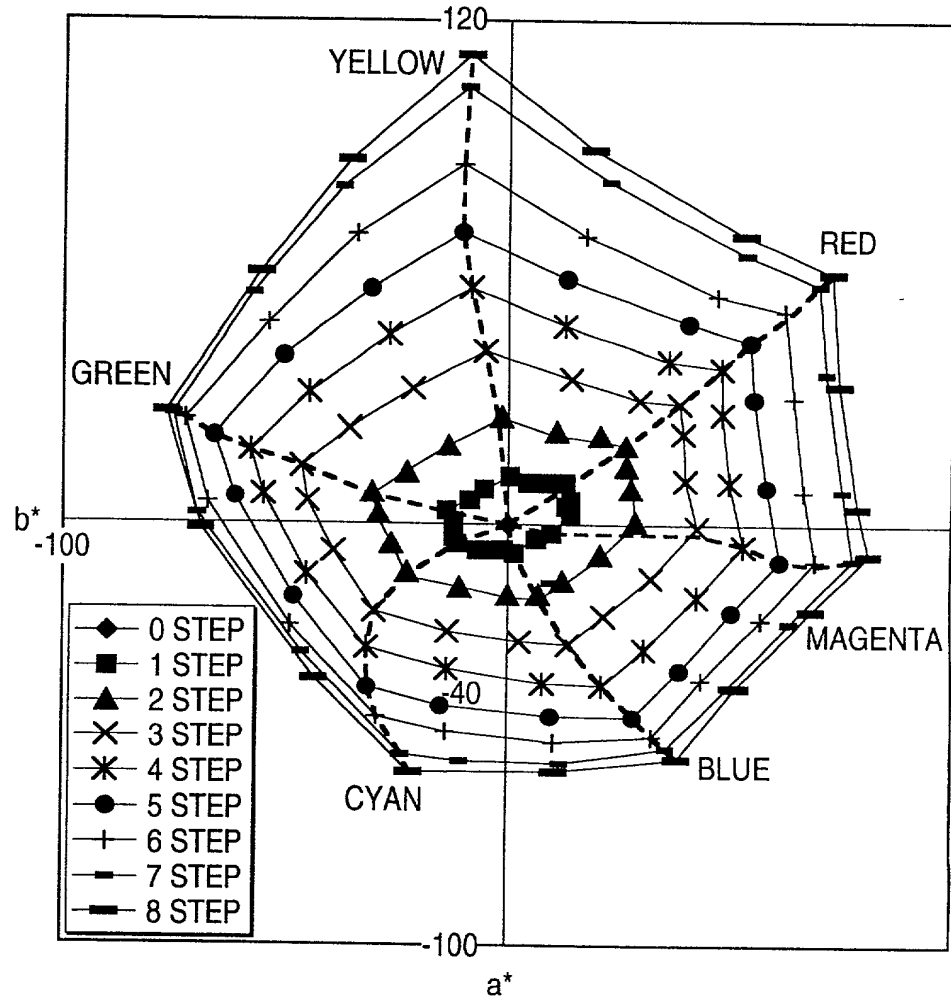 120
YELLOW
RED
GREEN
b*
-100
MAGENTA
-40
BLUE
CYAN
0 STEP
1 STEP
2 STEP
3 STEP
4 STEP
5 STEP
6 STEP
7 STEP
8 STEP
-100
a*